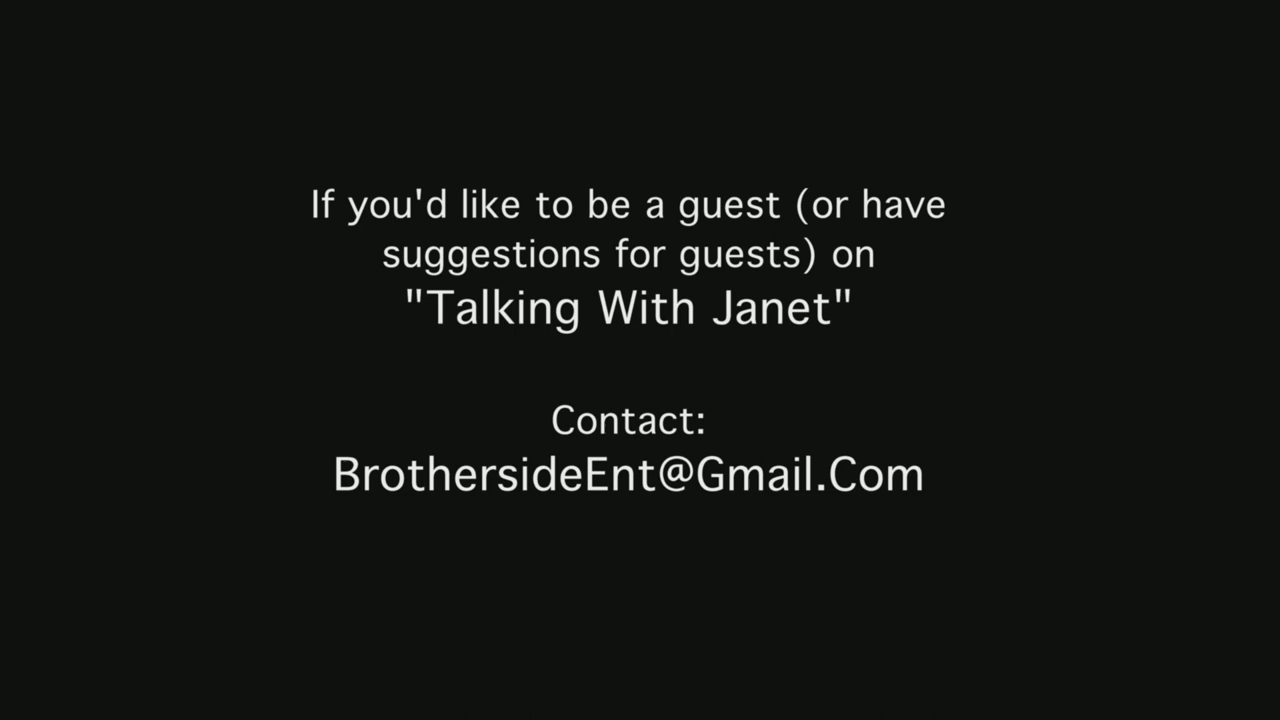 If you'd like to be a guest (or have
suggestions for guests) on
"Talking With Janet"
Contact:
BrothersideEnt@Gmail.Com